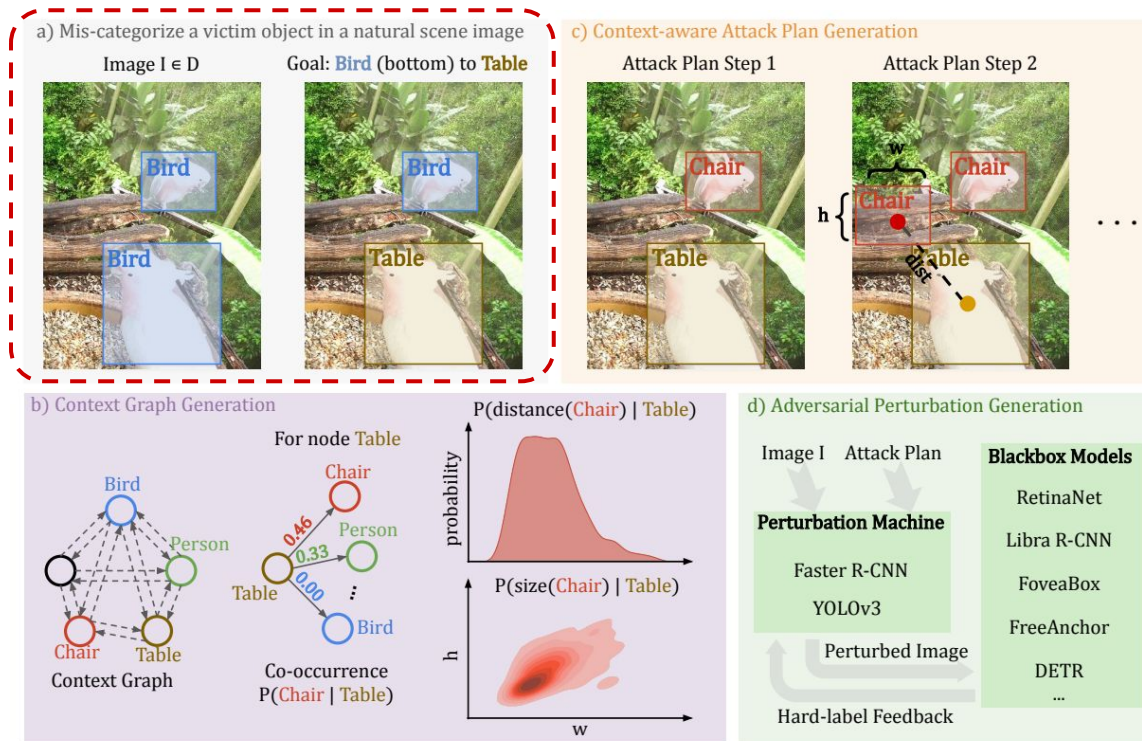 a) Mis-categorize a victim object in a natural scene image
Image I ∈ D
Goal: Bird (bottom) to Table
Bird
Bird
Bird
Table
c) Context-aware Attack Plan Generation
Attack Plan Step 1
Attack Plan Step 2
Chair
Table
w
Chair
h
Chair
dist
Table
...
b) Context Graph Generation
Bird
Person
Chair
Table
Context Graph
For node Table
Chair
0.46
Person
0.33
Table
0.00
...
Bird
Co-occurrence
P(Chair | Table)
P(distance(Chair) | Table)
probability
P(size(Chair) | Table)
h
w
d) Adversarial Perturbation Generation
Image I
Attack Plan
Perturbation Machine
Faster R-CNN
YOLOv3
Perturbed Image
Hard-label Feedback
Blackbox Models
RetinaNet
Libra R-CNN
FoveaBox
FreeAnchor
DETR
...